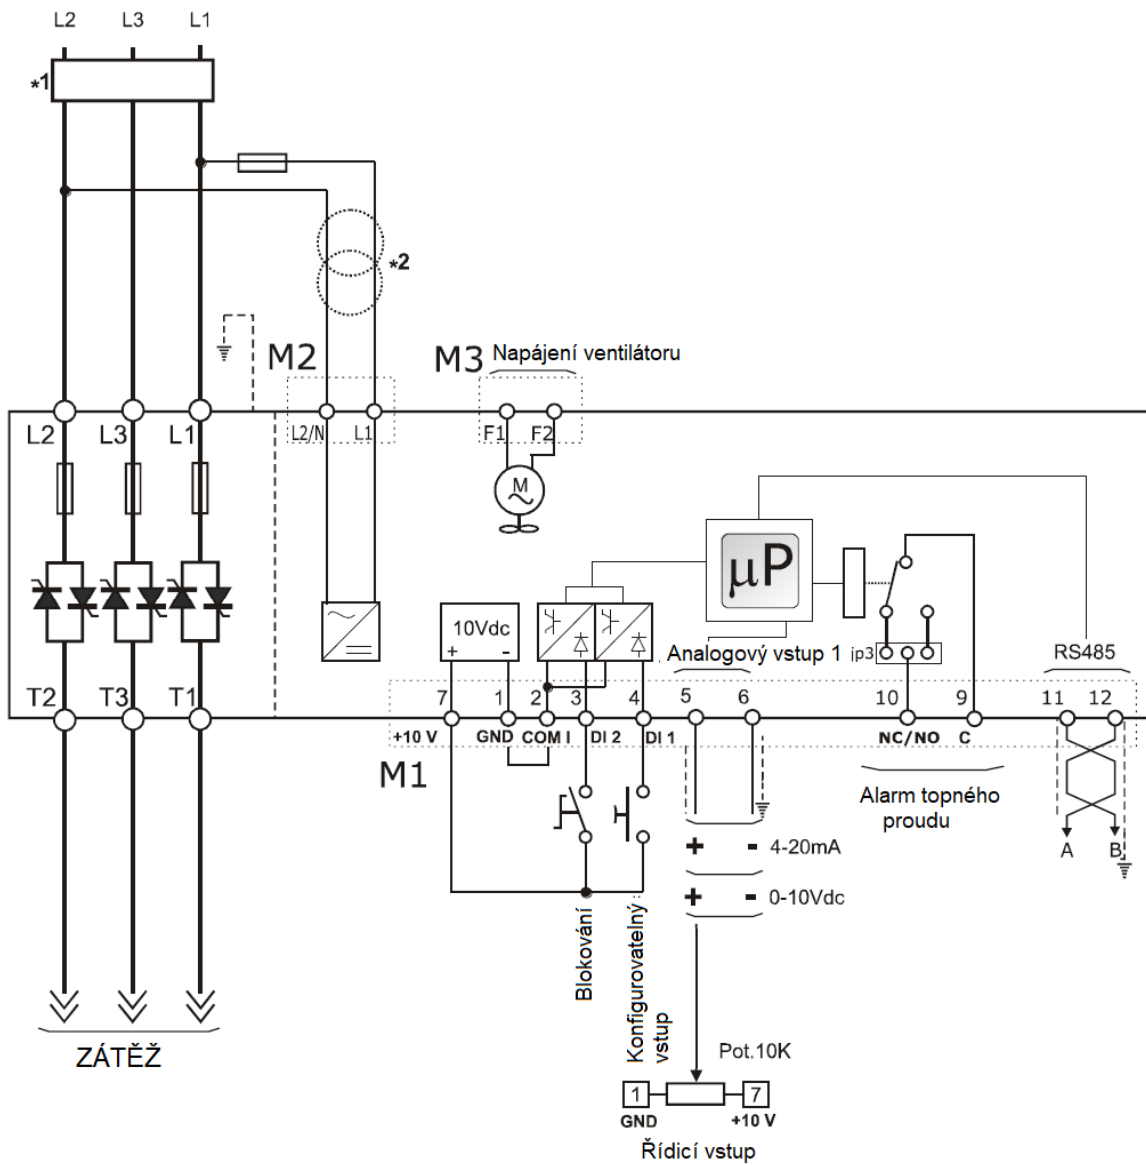 L2 L3 L1
*1
*2
M2
M3 Napájení ventilátoru
L2 L3 L1 L2/N L1 F1 F2
M
µP
10Vdc
+ -
Analogový vstup 1 jp3 RS485
T2 T3 T1 7 1 2 3 4 5 6 10 9 11 12
+10 V GND COM I DI 2 DI 1 NC/NO C
M1
Alarm topného
proudu
+ - 4-20mA
A B
+ - 0-10Vdc
Blokování
Konfigurovatelný
vstup
ZÁTĚŽ
Pot.10K
1 7
GND +10 V
Řídicí vstup